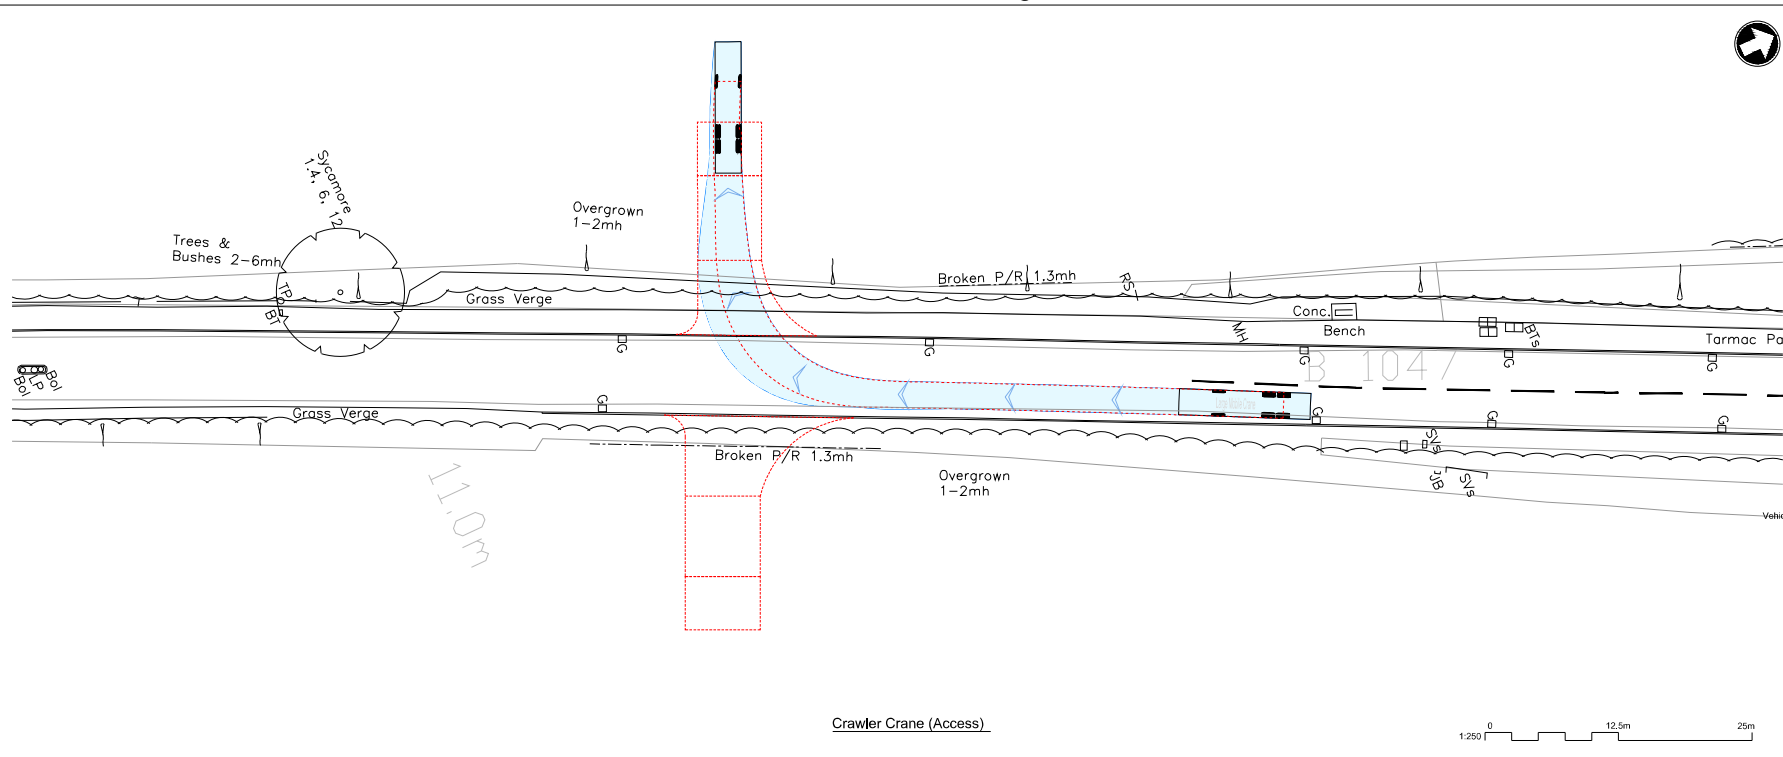 Sycamore
1.4, 6, 12
Overgrown
1-2mh
Trees &
Bushes 2-6mh
Broken P/R 1.3mh
RS
TP
BT
Grass Verge
Conc.
Bench
MH
BTs
G
G
G
G
G
Tarmac Pa
B 1047
Bol
LP
Bol
G
Grass Verge
G
G
G
Broken P/R 1.3mh
SVs
Overgrown
1-2mh
JB
SVs
11.0m
Vehic
Crawler Crane (Access)
0 12.5m 25m
1:250